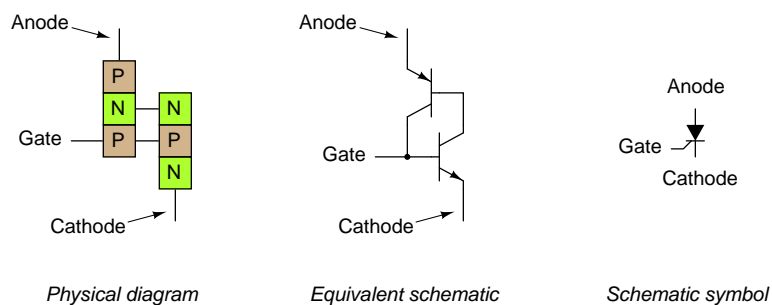 Anode
P
N
N
Gate
P
P
N
Cathode
Physical diagram
Anode
Gate
Cathode
Equivalent schematic
Anode
Gate
Cathode
Schematic symbol